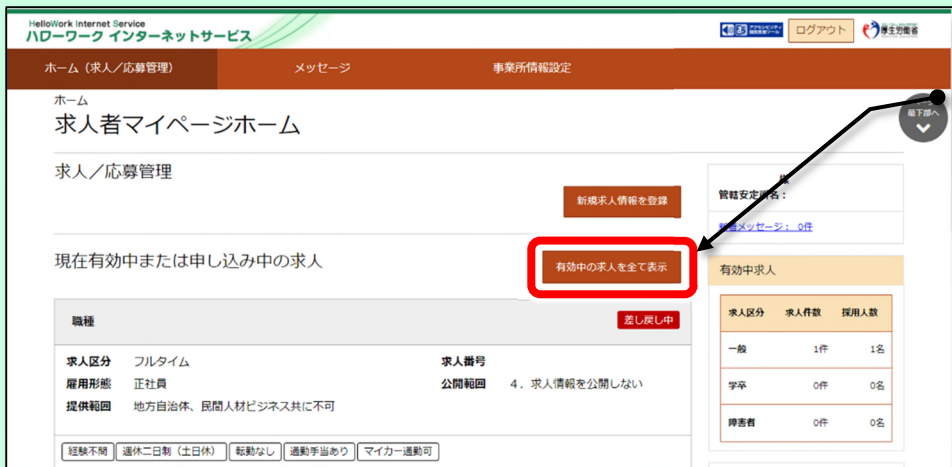 HelloWork Internet Service
ハローワーク インターネットサービス
ログアウト
厚生労働省
ホーム（求人／応募管理）
メッセージ
事業所情報設定
ホーム
求人者マイページホーム
最下部へ
求人／応募管理
新規求人情報を登録
様
管轄安定所名：
新着メッセージ： 0件
現在有効中または申し込み中の求人
有効中の求人を全て表示
有効中求人
職種
差し戻し中
求人区分 フルタイム
求人番号
雇用形態 正社員
公開範囲 4．求人情報を公開しない
提供範囲 地方自治体、民間人材ビジネス共に不可
経験不問 週休二日制（土日休） 転勤なし 通勤手当あり マイカー通勤可
求人区分 求人件数 採用人数
一般 1件 1名
学卒 0件 0名
障害者 0件 0名